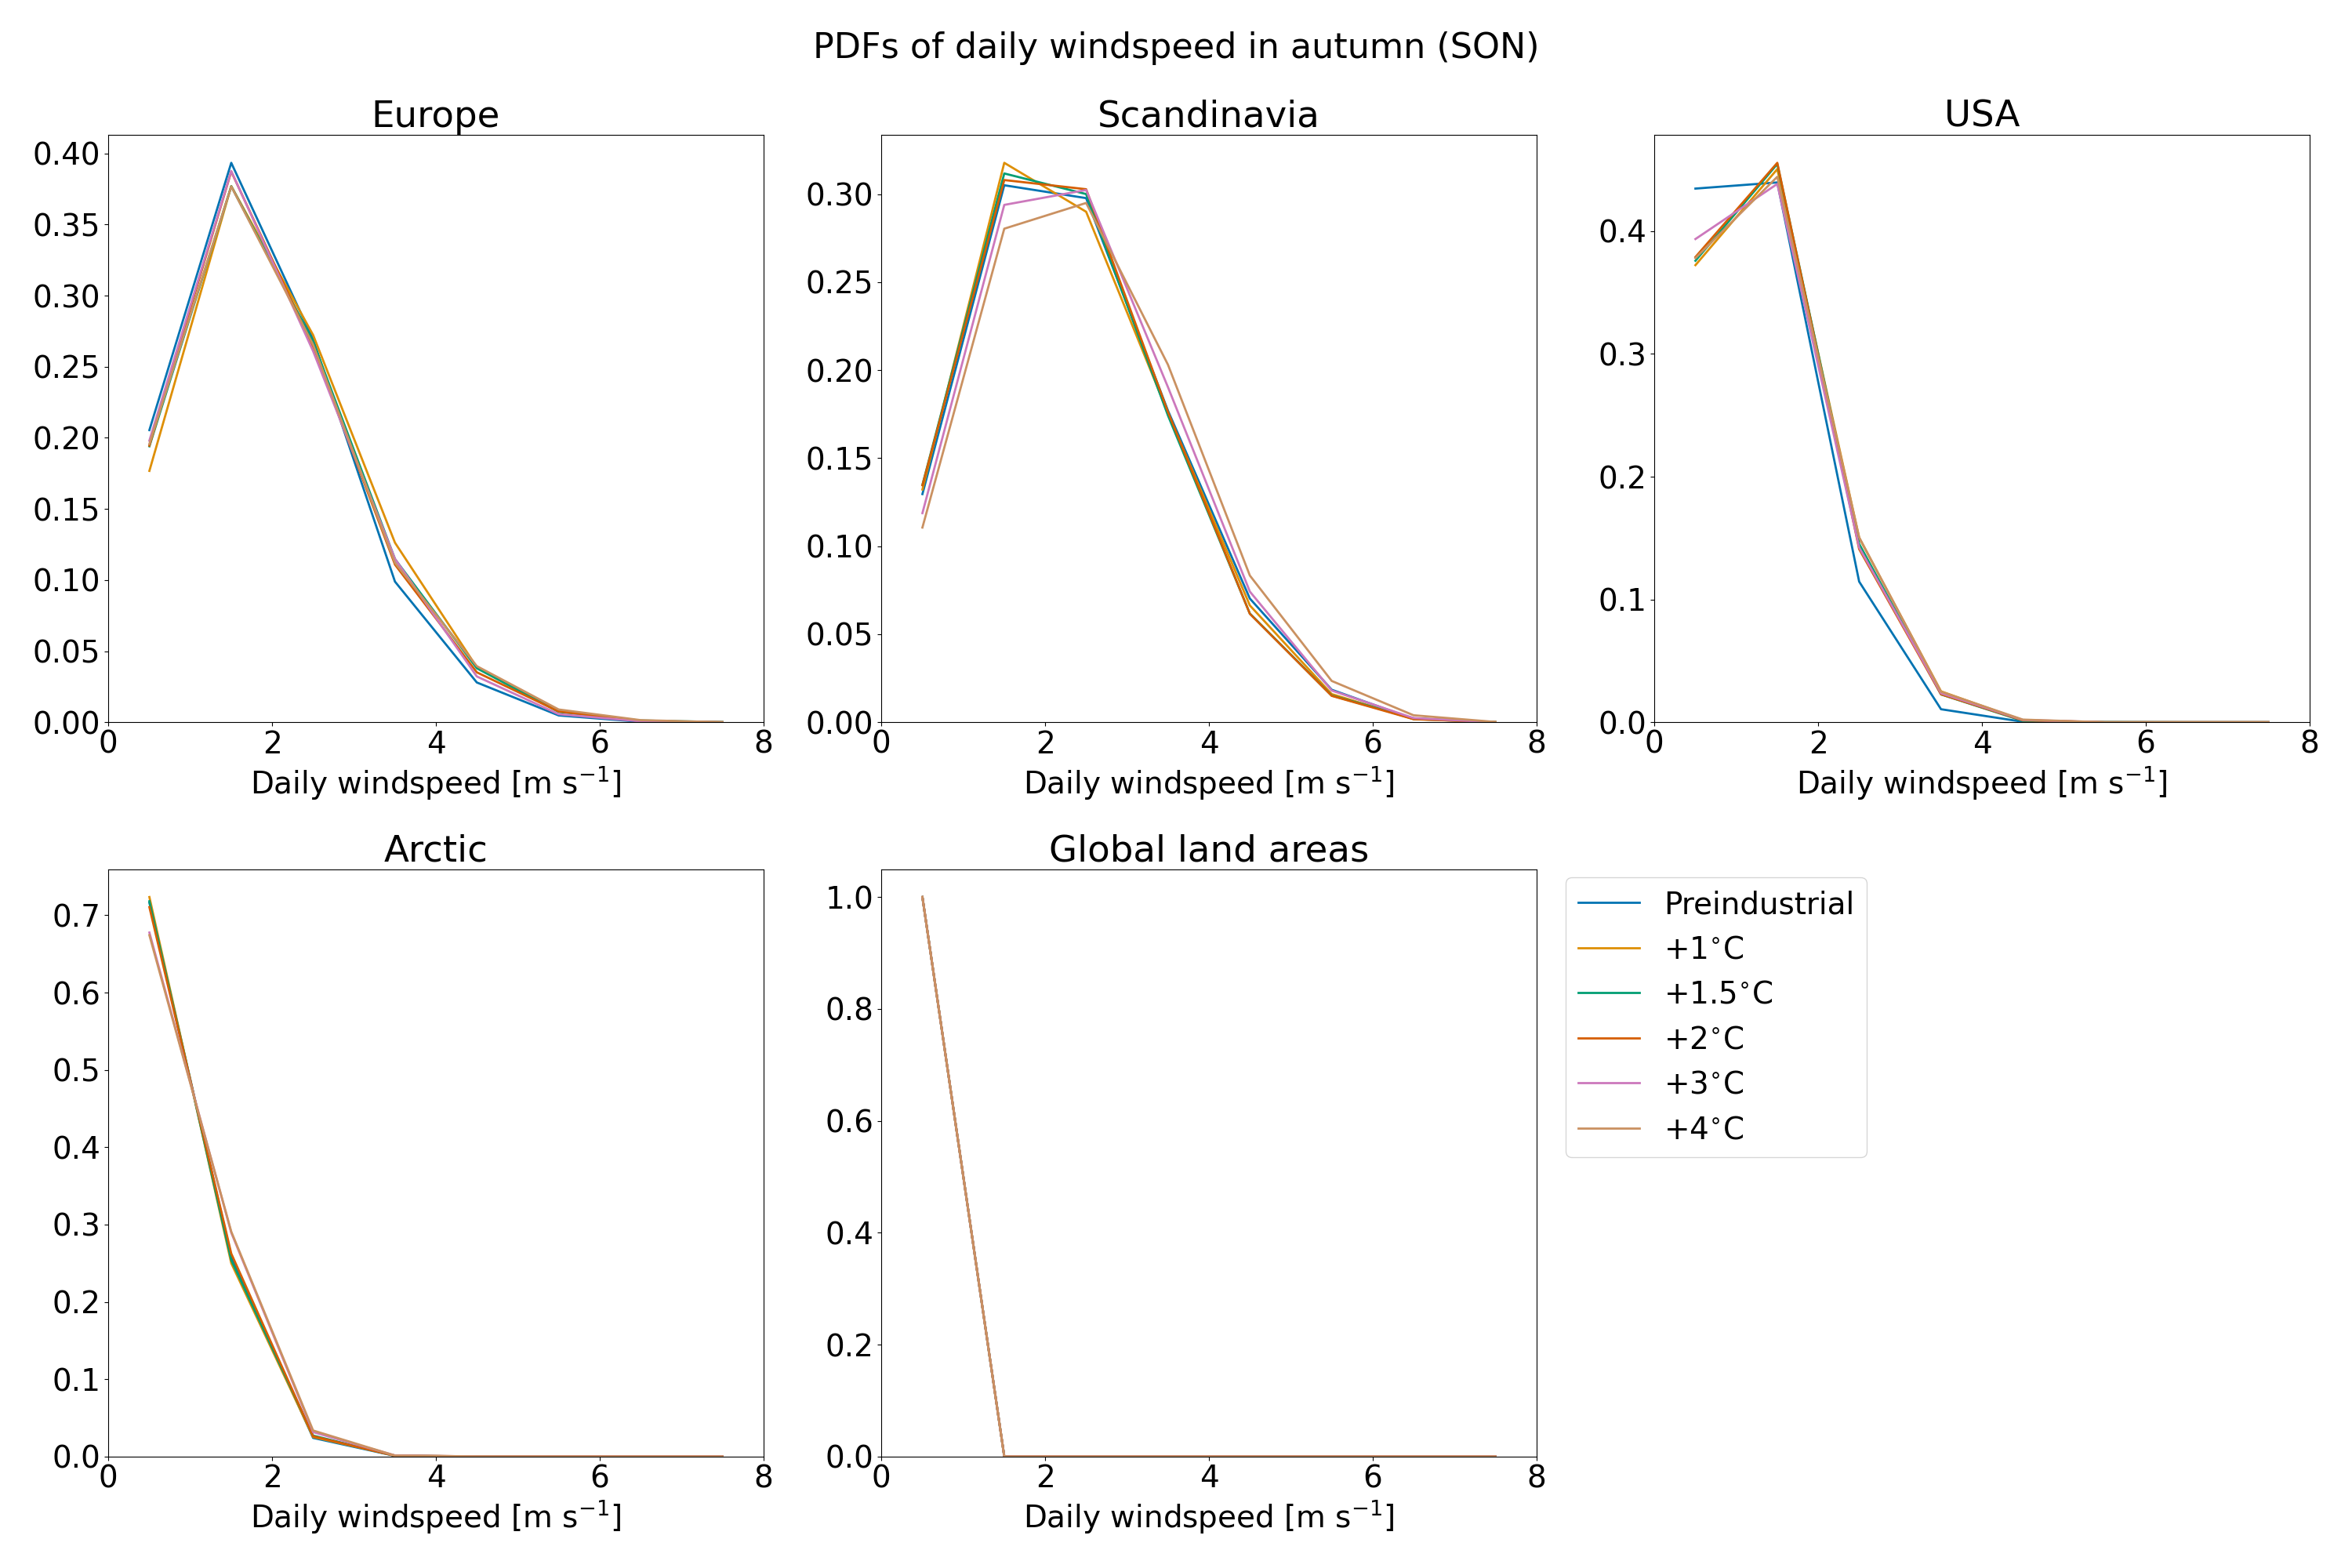 PDFs of daily windspeed in autumn (SON)
Europe
0.40
0.35
0.30
0.25
0.20
0.15
0.10
0.05
0.00
0 2 4 6 8
Daily windspeed [m s⁻¹]
Scandinavia
0.30
0.25
0.20
0.15
0.10
0.05
0.00
0 2 4 6 8
Daily windspeed [m s⁻¹]
USA
0.4
0.3
0.2
0.1
0.0
0 2 4 6 8
Daily windspeed [m s⁻¹]
Arctic
0.7
0.6
0.5
0.4
0.3
0.2
0.1
0.0
0 2 4 6 8
Daily windspeed [m s⁻¹]
Global land areas
1.0
0.8
0.6
0.4
0.2
0.0
0 2 4 6 8
Daily windspeed [m s⁻¹]
Preindustrial
+1°C
+1.5°C
+2°C
+3°C
+4°C